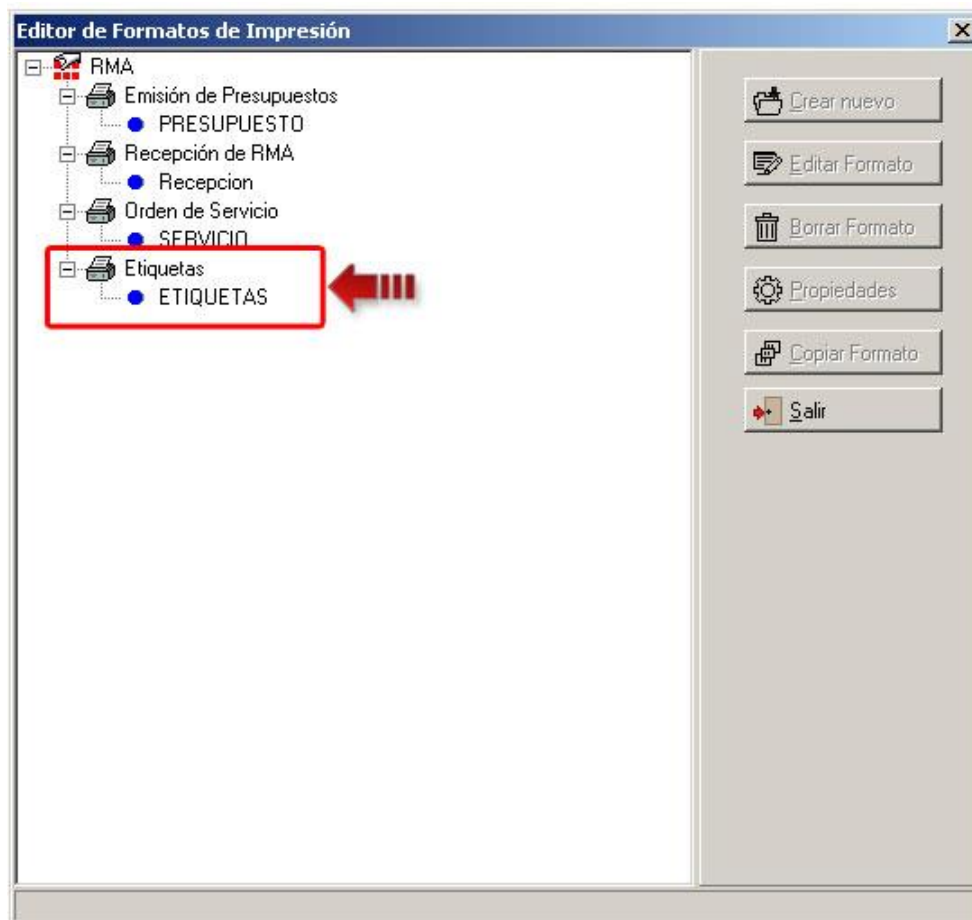 Editor de Formatos de Impresión
RMA
Emisión de Presupuestos
PRESUPUESTO
Recepción de RMA
Recepcion
Orden de Servicio
SERVICIO
Etiquetas
ETIQUETAS
Crear nuevo
Editar Formato
Borrar Formato
Propiedades
Copiar Formato
Salir